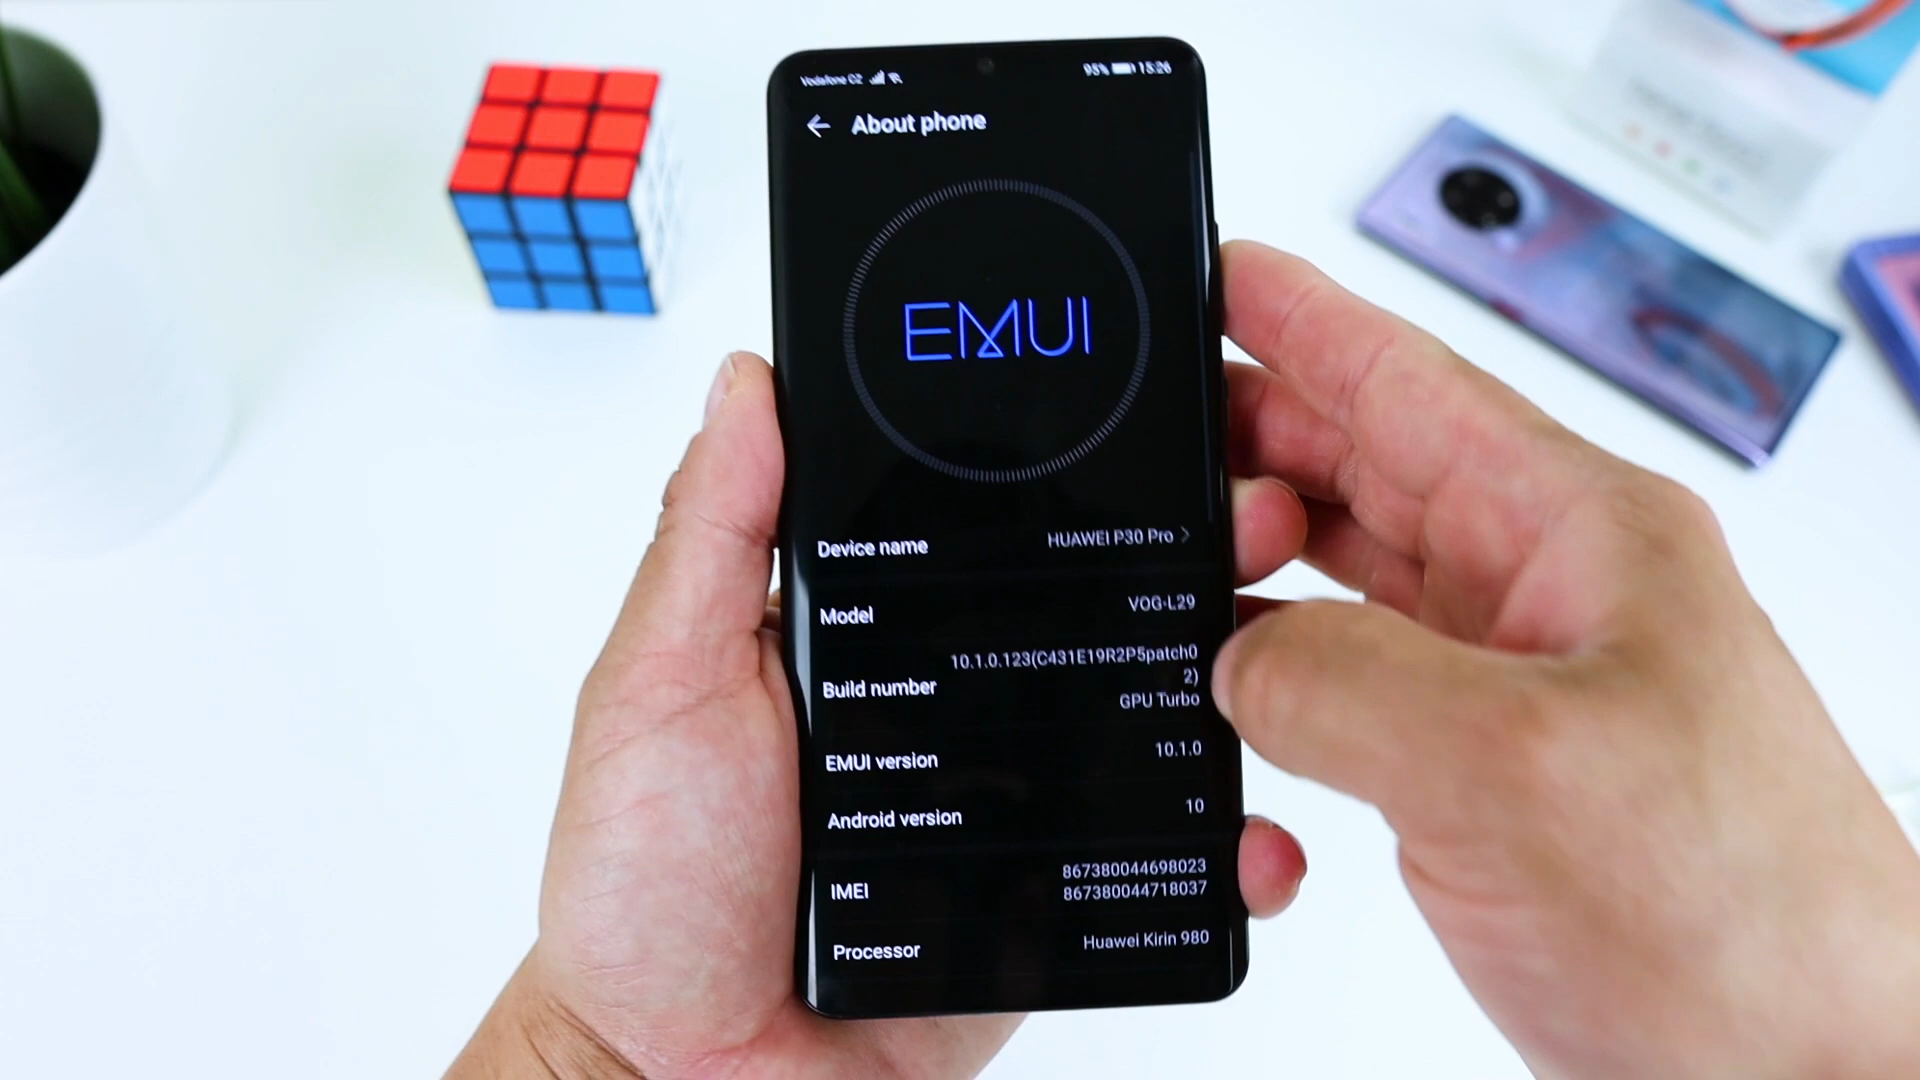 Vodafone CZ 95% 15:26
About phone
EMUI
Device name HUAWEI P30 Pro
Model VOG-L29
Build number 10.1.0.123(C431E19R2P5patch0
2)
GPU Turbo
EMUI version 10.1.0
Android version 10
IMEI 867380044698023
867380044718037
Processor Huawei Kirin 980